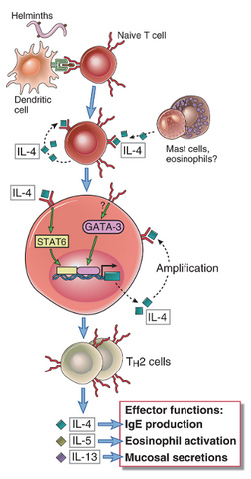 Helminths
Naive T cell
Dendritic
cell
IL-4
IL-4
Mast cells,
eosinophils?
IL-4
?
STAT6
GATA-3
Amplification
IL-4
TH2 cells
Effector functions:
IL-4
IgE production
IL-5
Eosinophil activation
IL-13
Mucosal secretions